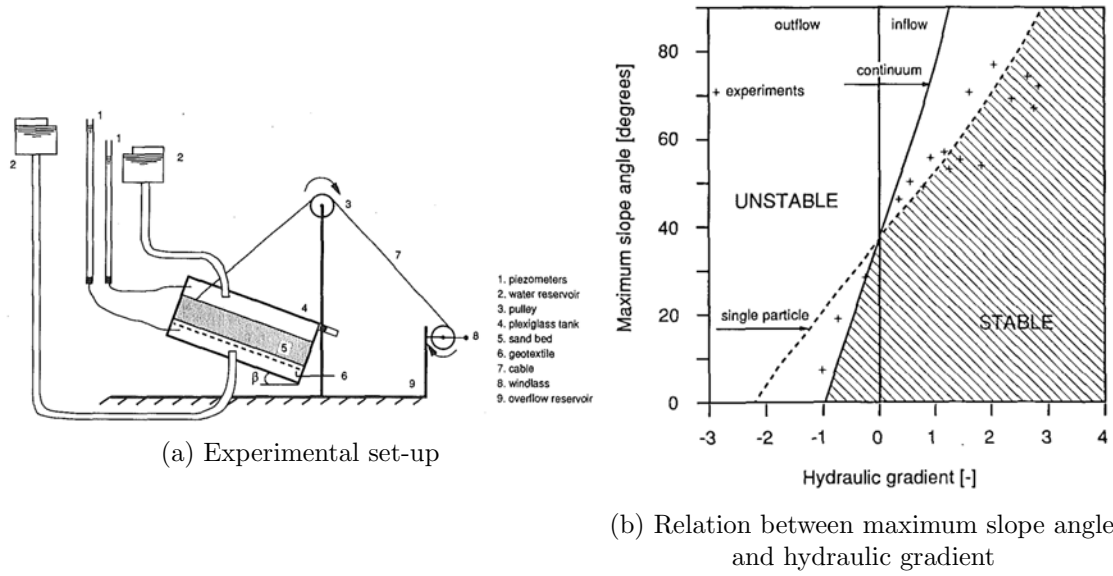 1
1
2
2
3
7
4
8
5
6
β
9
1. piezometers
2. water reservoir
3. pulley
4. plexiglass tank
5. sand bed
6. geotextile
7. cable
8. windlass
9. overflow reservoir
(a) Experimental set-up
outflow
inflow
continuum
+ experiments
UNSTABLE
single particle
STABLE
80
60
40
20
0
Maximum slope angle [degrees]
-3
-2
-1
0
1
2
3
4
Hydraulic gradient [-]
(b) Relation between maximum slope angle
and hydraulic gradient